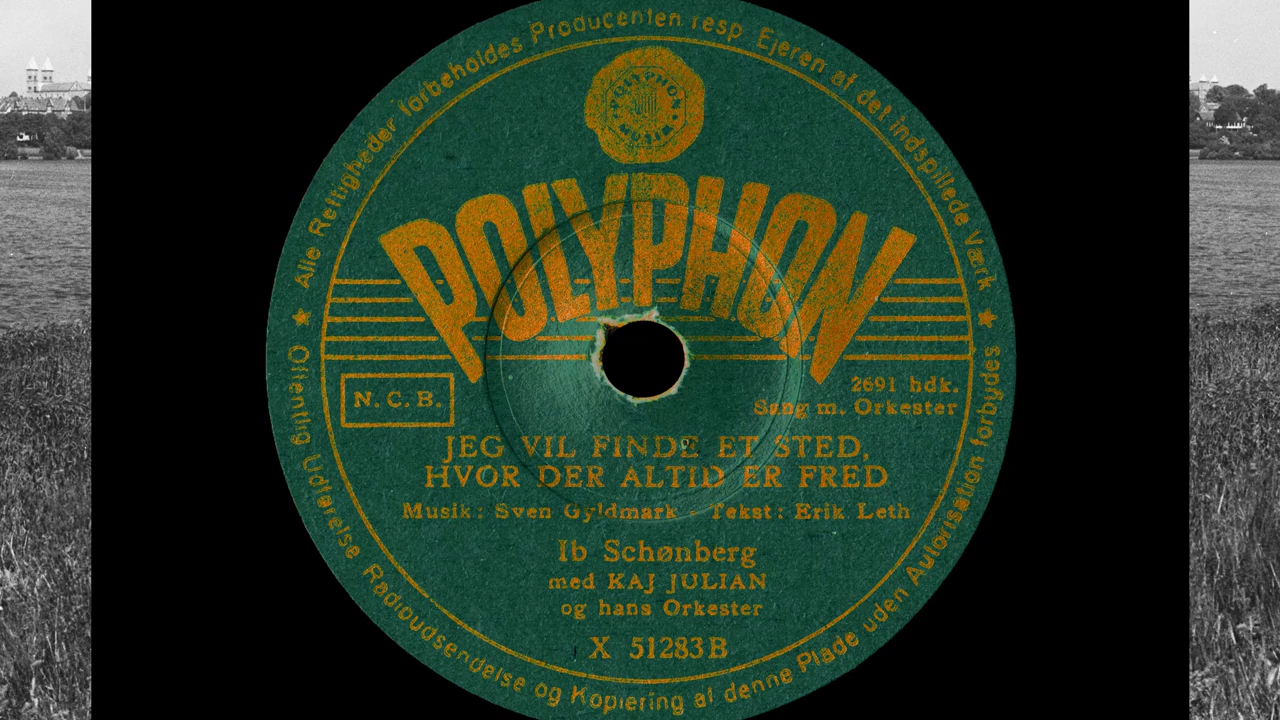 Alle Rettigheder forbeholdes Producenten resp Ejeren af det indspillede Værk
POLYPHON
MUSIK
POLYPHON
N. C. B.
2691 hdk.
Sang m. Orkester
JEG VIL FINDE ET STED,
HVOR DER ALTID ER FRED
Musik: Sven Gyldmark - Tekst: Erik Leth
Ib Schønberg
med KAJ JULIAN
og hans Orkester
X 51283 B
Offentlig Udførelse Radioudsendelse og Kopiering af denne Plade uden Autorisation forbydes